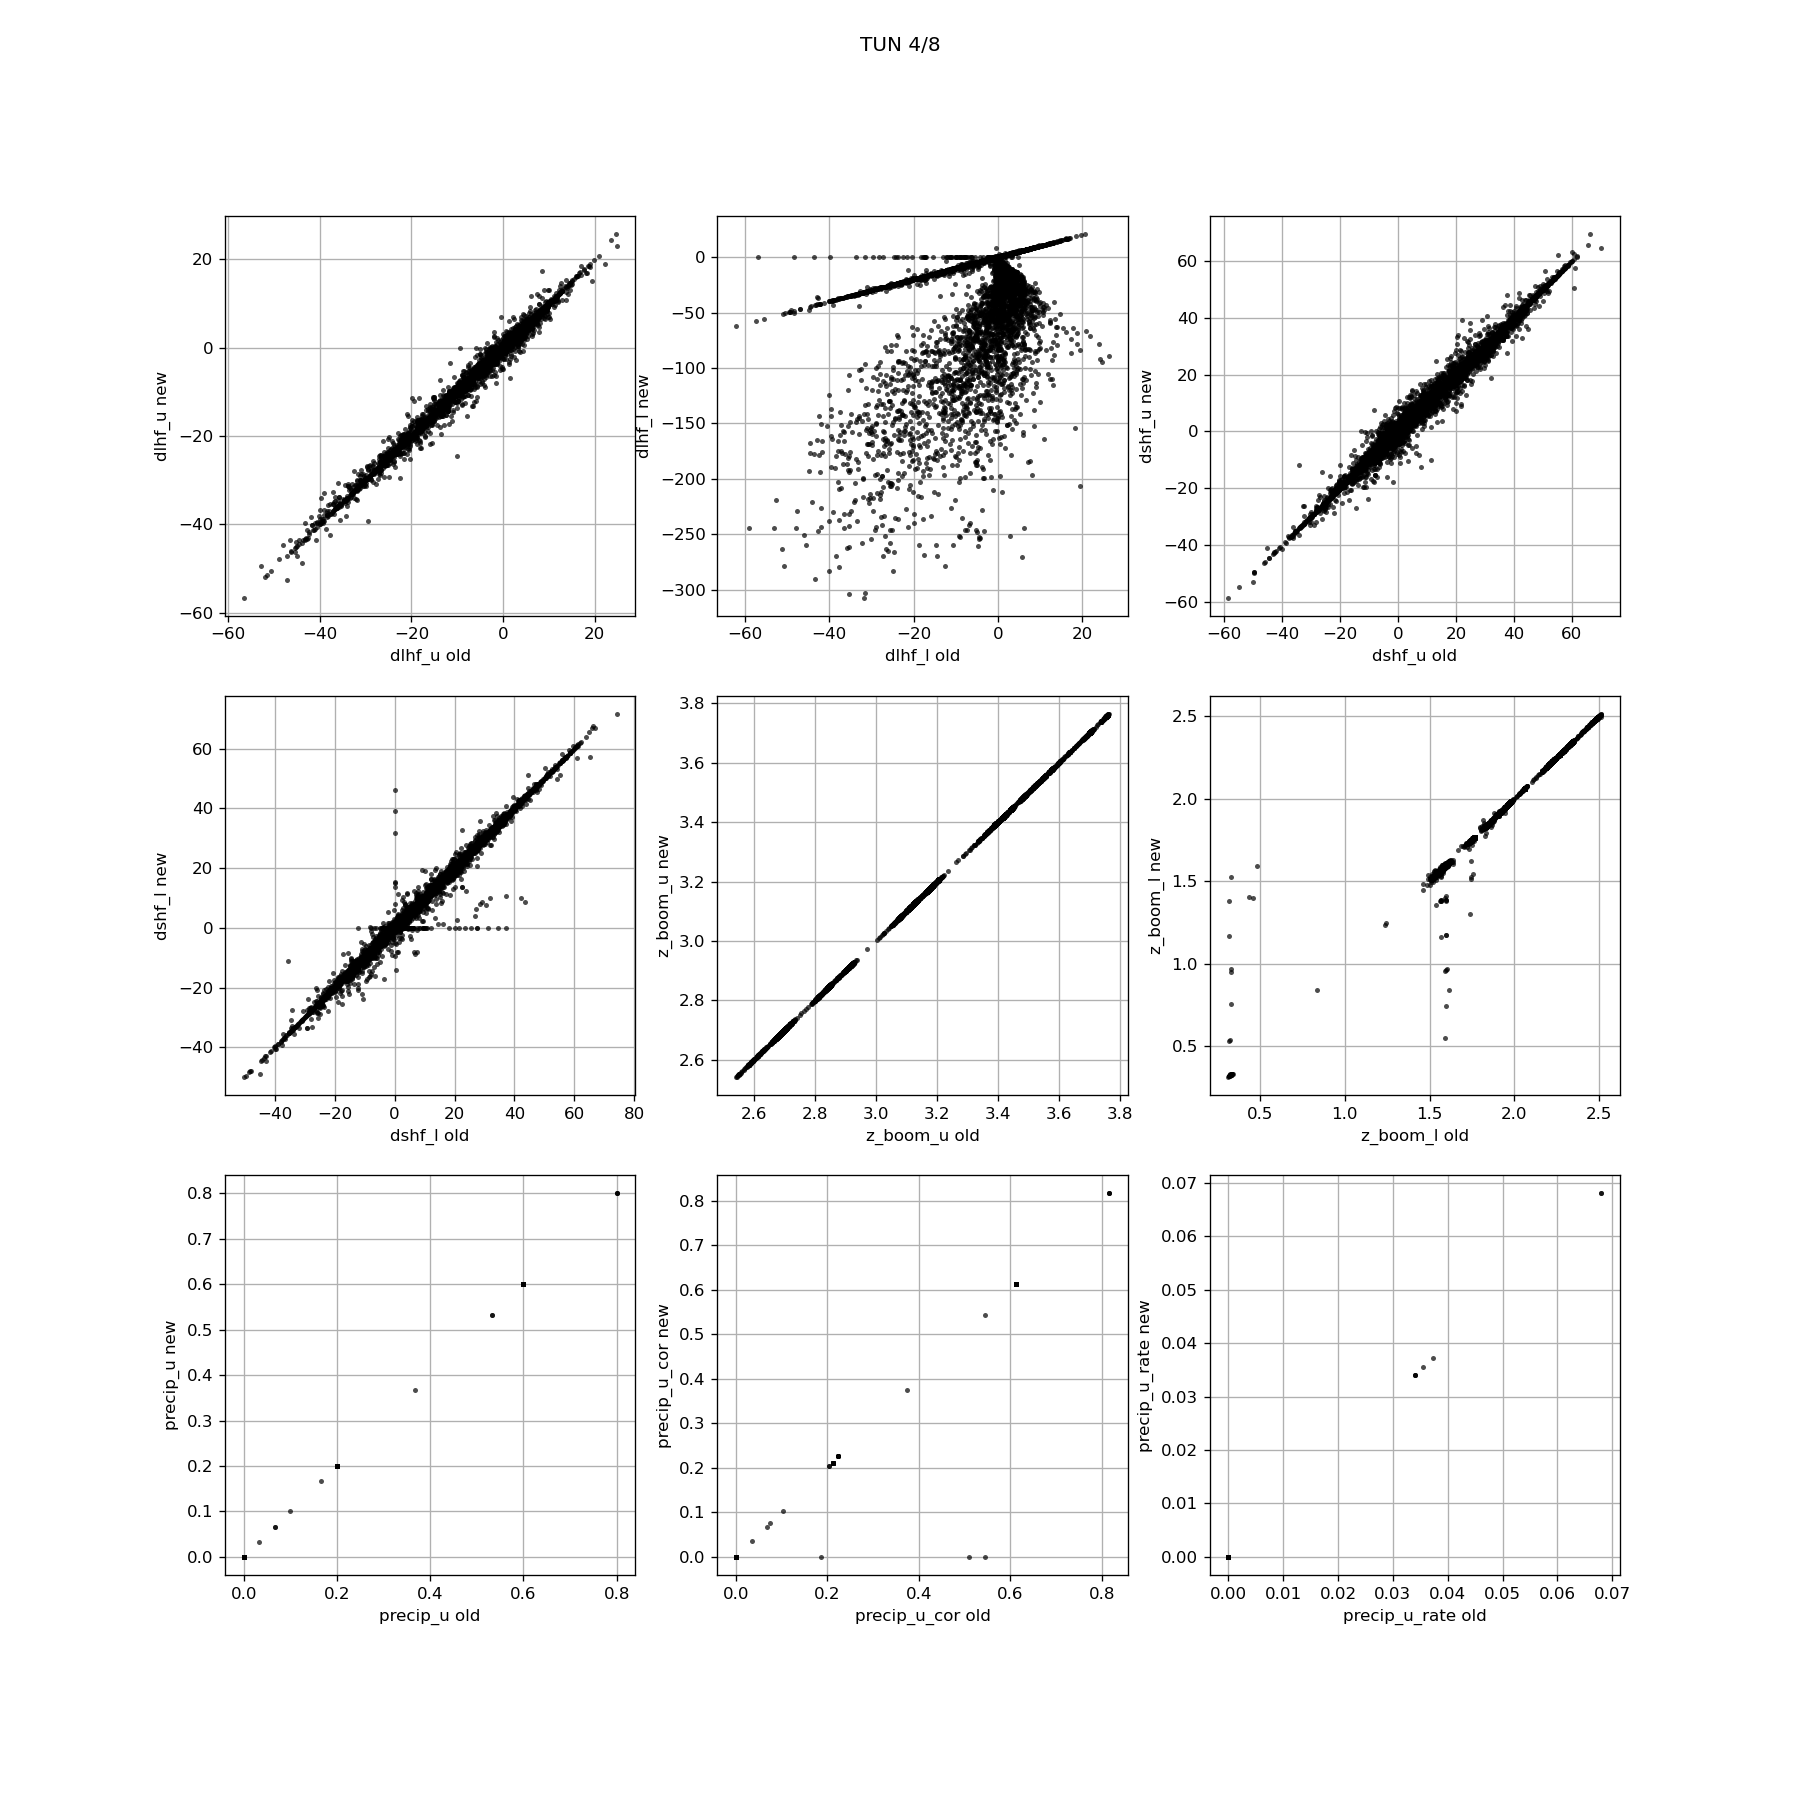 TUN 4/8
20
0
−20
−40
−60
dlhf_u new
−60 −40 −20 0 20
dlhf_u old
0
−50
−100
−150
−200
−250
−300
dlhf_l new
−60 −40 −20 0 20
dlhf_l old
60
40
20
0
−20
−40
−60
dshf_u new
−60 −40 −20 0 20 40 60
dshf_u old
60
40
20
0
−20
−40
dshf_l new
−40 −20 0 20 40 60 80
dshf_l old
3.8
3.6
3.4
3.2
3.0
2.8
2.6
z_boom_u new
2.6 2.8 3.0 3.2 3.4 3.6 3.8
z_boom_u old
2.5
2.0
1.5
1.0
0.5
z_boom_l new
0.5 1.0 1.5 2.0 2.5
z_boom_l old
0.8
0.7
0.6
0.5
0.4
0.3
0.2
0.1
0.0
precip_u new
0.0 0.2 0.4 0.6 0.8
precip_u old
0.8
0.7
0.6
0.5
0.4
0.3
0.2
0.1
0.0
precip_u_cor new
0.0 0.2 0.4 0.6 0.8
precip_u_cor old
0.07
0.06
0.05
0.04
0.03
0.02
0.01
0.00
precip_u_rate new
0.00 0.01 0.02 0.03 0.04 0.05 0.06 0.07
precip_u_rate old